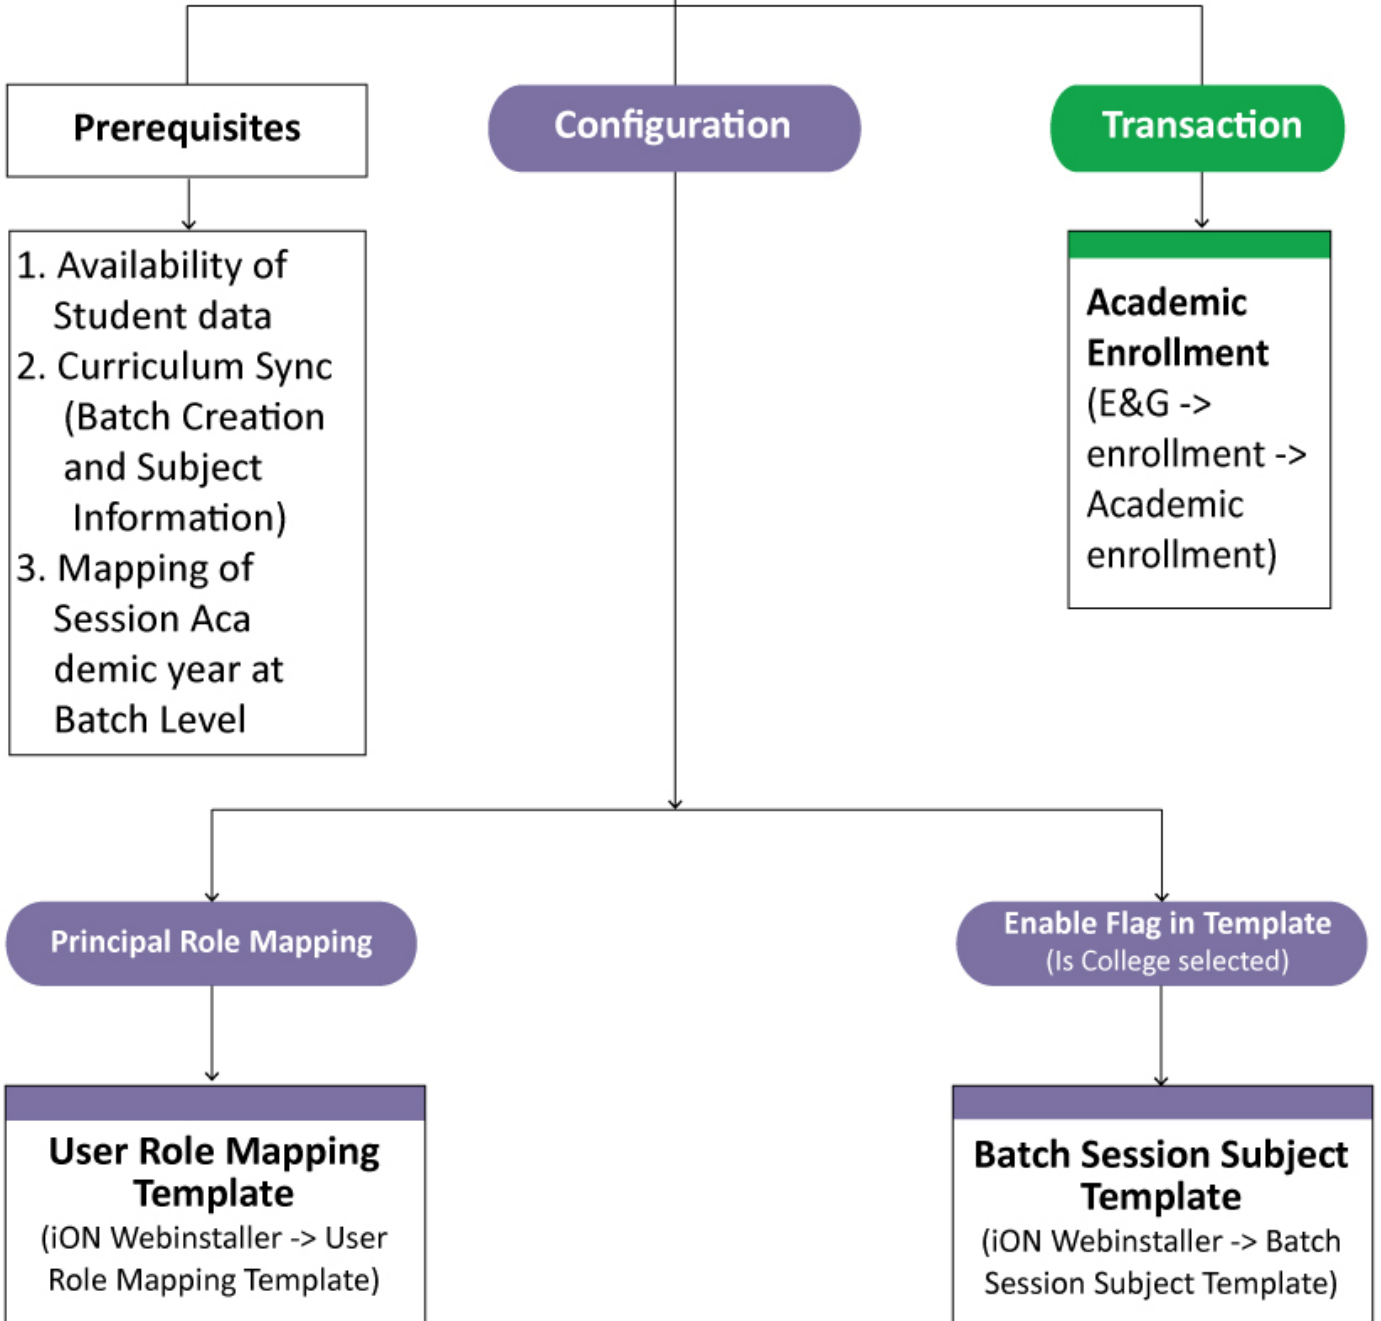 Prerequisites
Configuration
Transaction
1. Availability of
Student data
2. Curriculum Sync
(Batch Creation
and Subject
Information)
3. Mapping of
Session Aca
demic year at
Batch Level
Academic
Enrollment
(E&G ->
enrollment ->
Academic
enrollment)
Principal Role Mapping
Enable Flag in Template
(Is College selected)
User Role Mapping
Template
(iON Webinstaller -> User
Role Mapping Template)
Batch Session Subject
Template
(iON Webinstaller -> Batch
Session Subject Template)